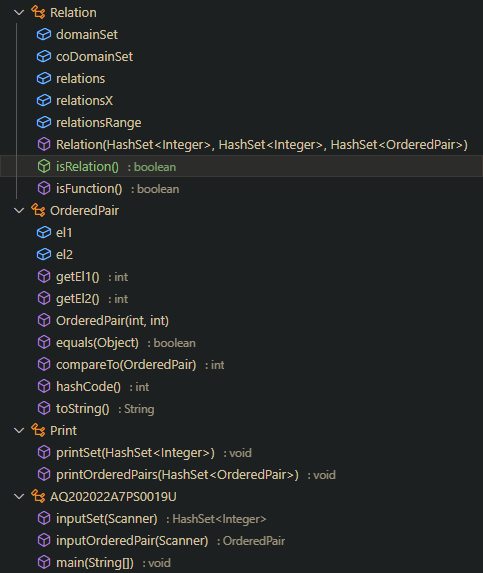 Relation
domainSet
coDomainSet
relations
relationsX
relationsRange
Relation(HashSet<Integer>, HashSet<Integer>, HashSet<OrderedPair>)
isRelation() : boolean
isFunction() : boolean
OrderedPair
el1
el2
getEl1() : int
getEl2() : int
OrderedPair(int, int)
equals(Object) : boolean
compareTo(OrderedPair) : int
hashCode() : int
toString() : String
Print
printSet(HashSet<Integer>) : void
printOrderedPairs(HashSet<OrderedPair>) : void
AQ202022A7PS0019U
inputSet(Scanner) : HashSet<Integer>
inputOrderedPair(Scanner) : OrderedPair
main(String[]) : void